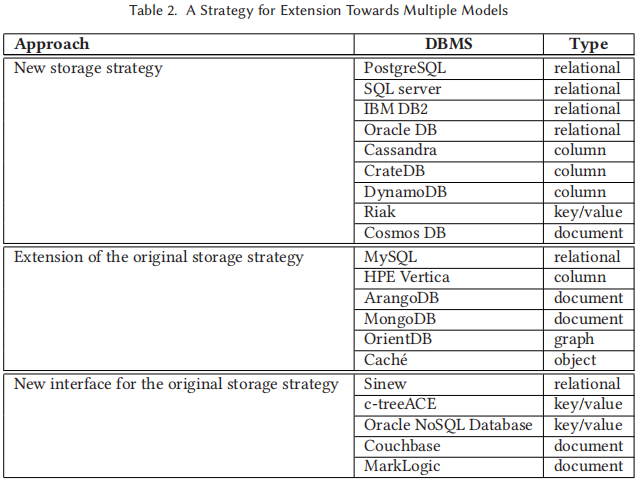 Table 2. A Strategy for Extension Towards Multiple Models
Approach DBMS Type
New storage strategy PostgreSQL relational
SQL server relational
IBM DB2 relational
Oracle DB relational
Cassandra column
CrateDB column
DynamoDB column
Riak key/value
Cosmos DB document
Extension of the original storage strategy MySQL relational
HPE Vertica column
ArangoDB document
MongoDB document
OrientDB graph
Caché object
New interface for the original storage strategy Sinew relational
c-treeACE key/value
Oracle NoSQL Database key/value
Couchbase document
MarkLogic document